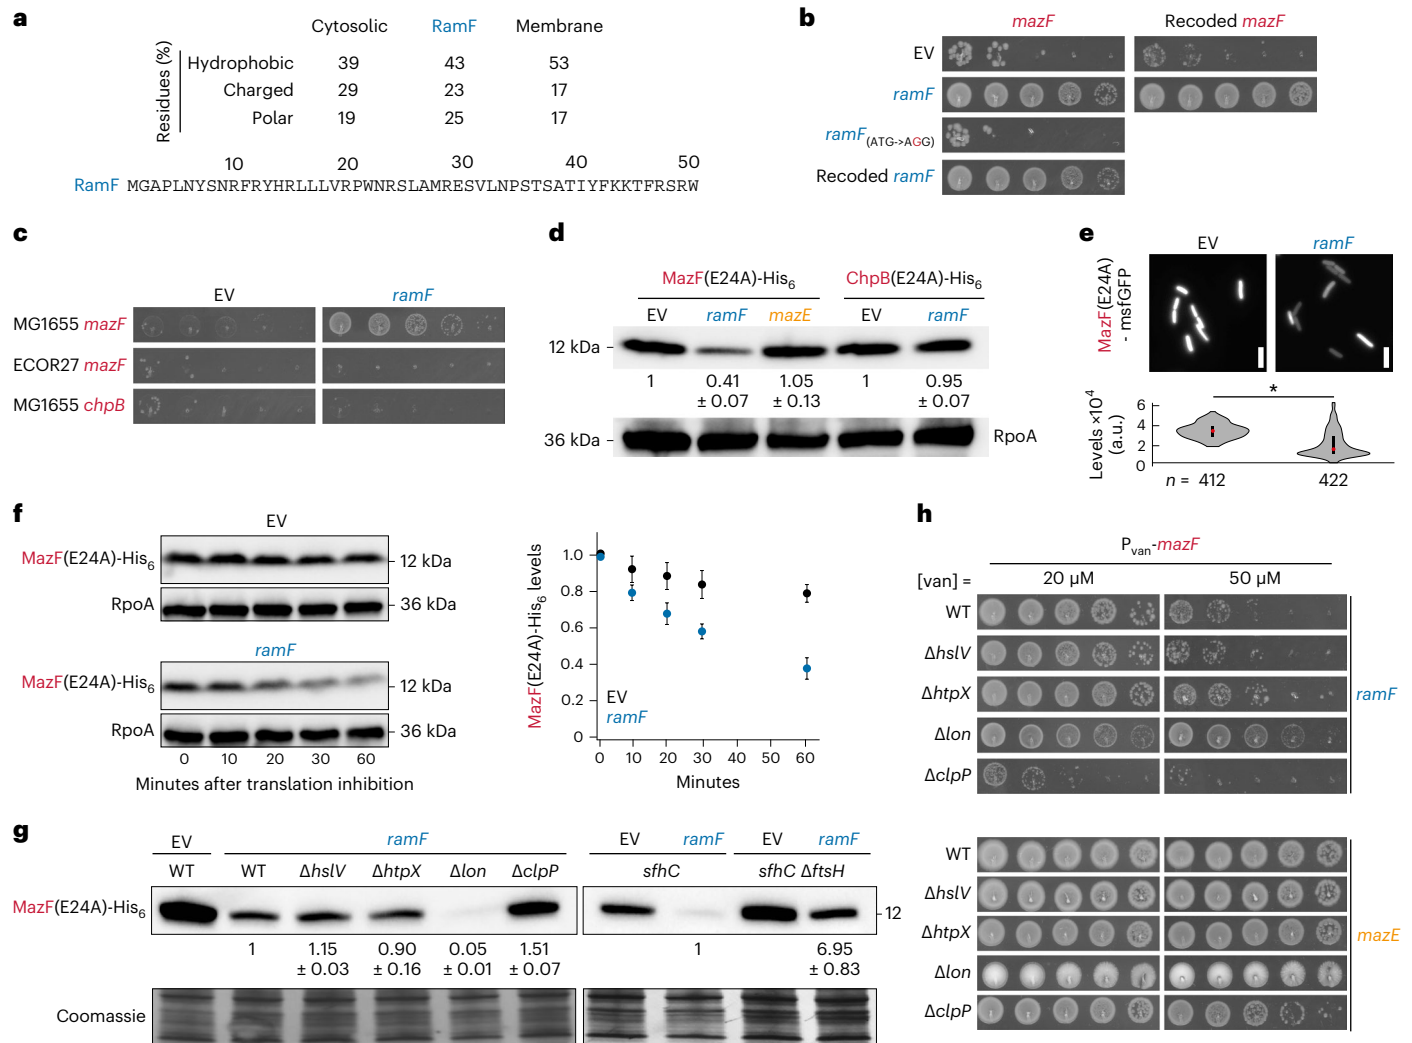 a
Cytosolic RamF Membrane
Residues (%)
Hydrophobic 39 43 53
Charged 29 23 17
Polar 19 25 17
10 20 30 40 50
RamF MGAPLNYSNRFRYHRLLLVRPWNRSLAMRESVLNPSTSATIYFKKTFRSRW
b
mazF Recoded mazF
EV
ramF
ramF(ATG->AGG)
Recoded ramF
c
EV ramF
MG1655 mazF
ECOR27 mazF
MG1655 chpB
d
MazF(E24A)-His6 ChpB(E24A)-His6
EV ramF mazE EV ramF
12 kDa
1 0.41 1.05 1 0.95
± 0.07 ± 0.13 ± 0.07
36 kDa RpoA
e
EV ramF
MazF(E24A)
- msfGFP
*
Levels ×10^4
(a.u.)
6
4
2
0
n = 412 422
f
EV
MazF(E24A)-His6 12 kDa
RpoA 36 kDa
ramF
MazF(E24A)-His6 12 kDa
RpoA 36 kDa
0 10 20 30 60
Minutes after translation inhibition
MazF(E24A)-His6 levels
1.0
0.8
0.6
0.4
0.2
0
EV
ramF
0 10 20 30 40 50 60
Minutes
g
EV ramF EV ramF EV ramF
WT WT ΔhslV ΔhtpX Δlon ΔclpP sfhC sfhC ΔftsH
MazF(E24A)-His6 12
1 1.15 0.90 0.05 1.51 1 6.95
± 0.03 ± 0.16 ± 0.01 ± 0.07 ± 0.83
Coomassie
h
Pvan-mazF
[van] = 20 µM 50 µM
WT
ΔhslV
ΔhtpX
Δlon
ΔclpP
ramF
WT
ΔhslV
ΔhtpX
Δlon
ΔclpP
mazE